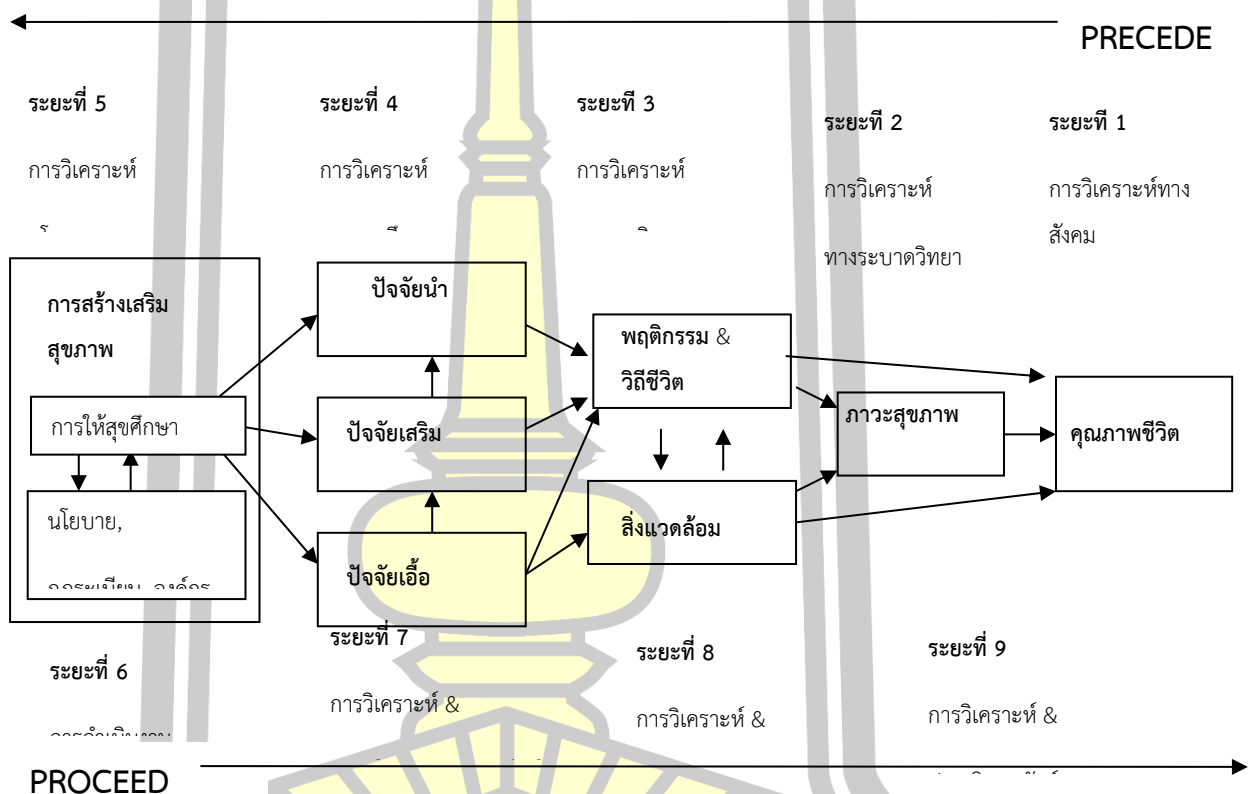 PRECEDE
ระยะที่ 5
การวิเคราะห์
ระยะที่ 4
การวิเคราะห์
ระยะที 3
การวิเคราะห์
ระยะที 2
การวิเคราะห์
ทางระบาดวิทยา
ระยะที 1
การวิเคราะห์ทาง
สังคม
การสร้างเสริม
สุขภาพ
การให้สุขศึกษา
นโยบาย,
ปัจจัยนำ
ปัจจัยเสริม
ปัจจัยเอื้อ
พฤติกรรม &
วิถีชีวิต
สิ่งแวดล้อม
ภาวะสุขภาพ
คุณภาพชีวิต
ระยะที่ 6
ระยะที่ 7
การวิเคราะห์ &
ระยะที่ 8
การวิเคราะห์ &
ระยะที่ 9
การวิเคราะห์ &
PROCEED